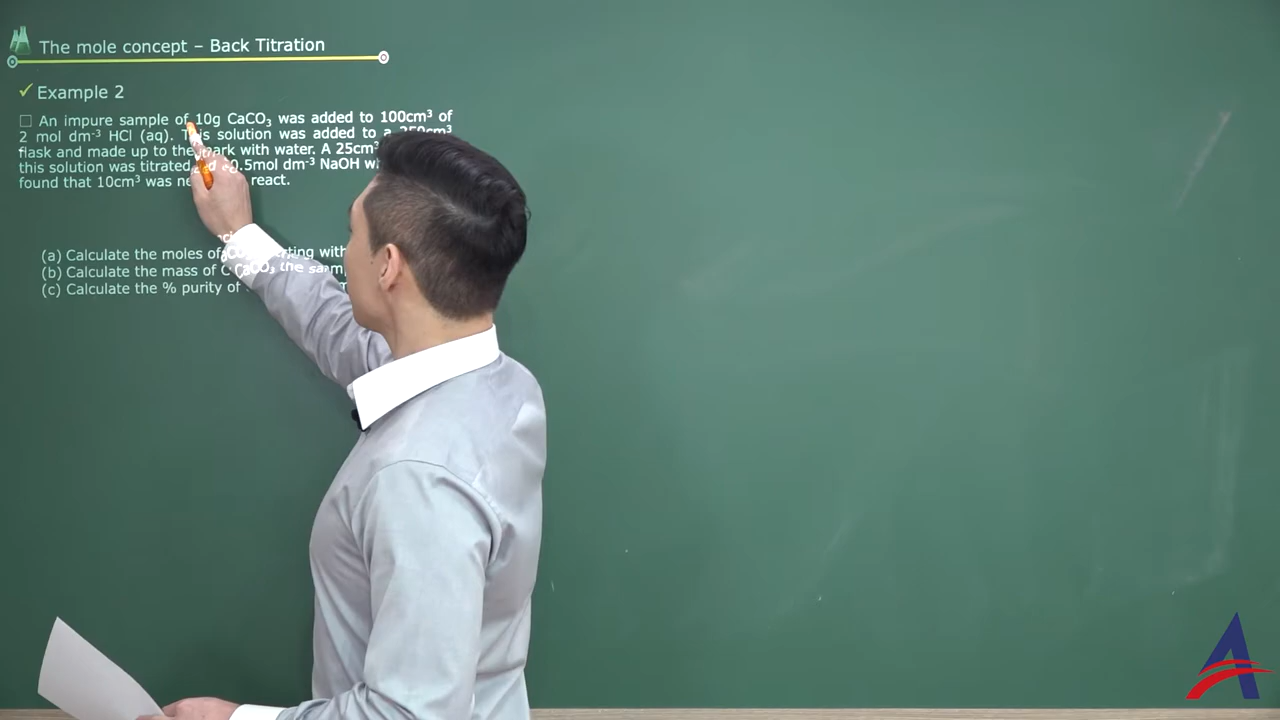 The mole concept – Back Titration
Example 2
An impure sample of 10g CaCO₃ was added to 100cm³ of
2 mol dm⁻³ HCl (aq). This solution was added to a 250cm³
flask and made up to the mark with water. A 25cm³
this solution was titrated 0.5mol dm⁻³ NaOH
found that 10cm³ was react.
(a) Calculate the moles of with
(b) Calculate the mass of CaCO₃ the
(c) Calculate the % purity of